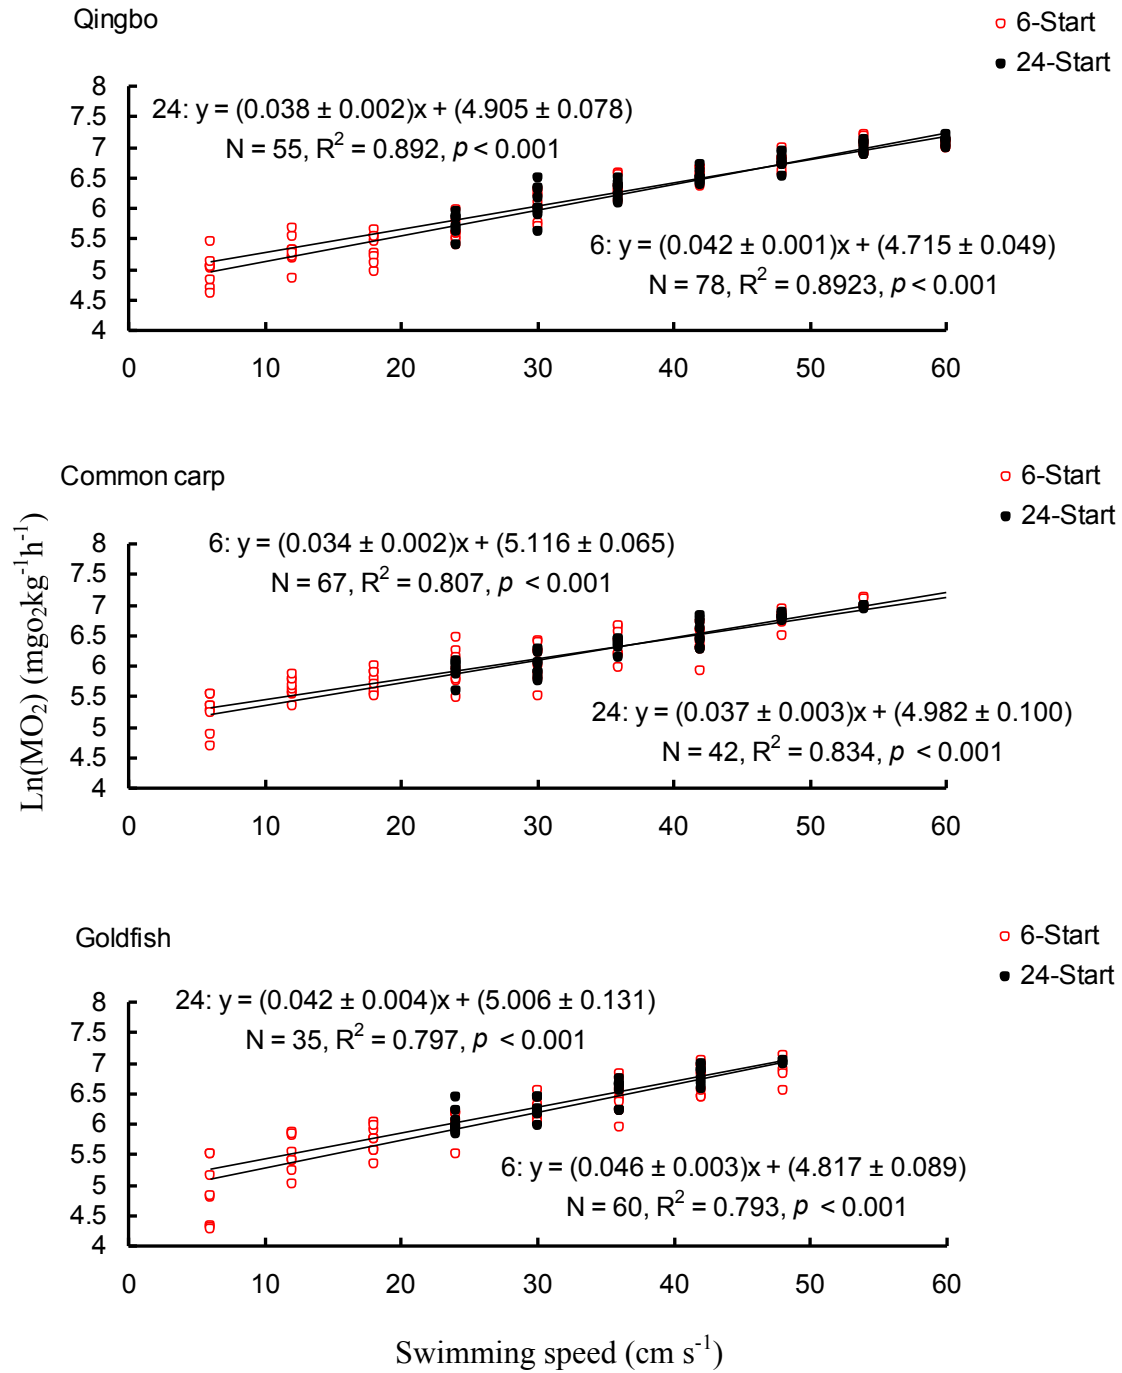 Qingbo
6-Start
24-Start
24: y = (0.038 ± 0.002)x + (4.905 ± 0.078)
N = 55, R² = 0.892, p < 0.001
6: y = (0.042 ± 0.001)x + (4.715 ± 0.049)
N = 78, R² = 0.8923, p < 0.001
8
7.5
7
6.5
6
5.5
5
4.5
4
0 10 20 30 40 50 60
Common carp
6-Start
24-Start
6: y = (0.034 ± 0.002)x + (5.116 ± 0.065)
N = 67, R² = 0.807, p < 0.001
24: y = (0.037 ± 0.003)x + (4.982 ± 0.100)
N = 42, R² = 0.834, p < 0.001
8
7.5
7
6.5
6
5.5
5
4.5
4
0 10 20 30 40 50 60
Ln(MO₂) (mgo₂kg⁻¹h⁻¹)
Goldfish
6-Start
24-Start
24: y = (0.042 ± 0.004)x + (5.006 ± 0.131)
N = 35, R² = 0.797, p < 0.001
6: y = (0.046 ± 0.003)x + (4.817 ± 0.089)
N = 60, R² = 0.793, p < 0.001
8
7.5
7
6.5
6
5.5
5
4.5
4
0 10 20 30 40 50 60
Swimming speed (cm s⁻¹)